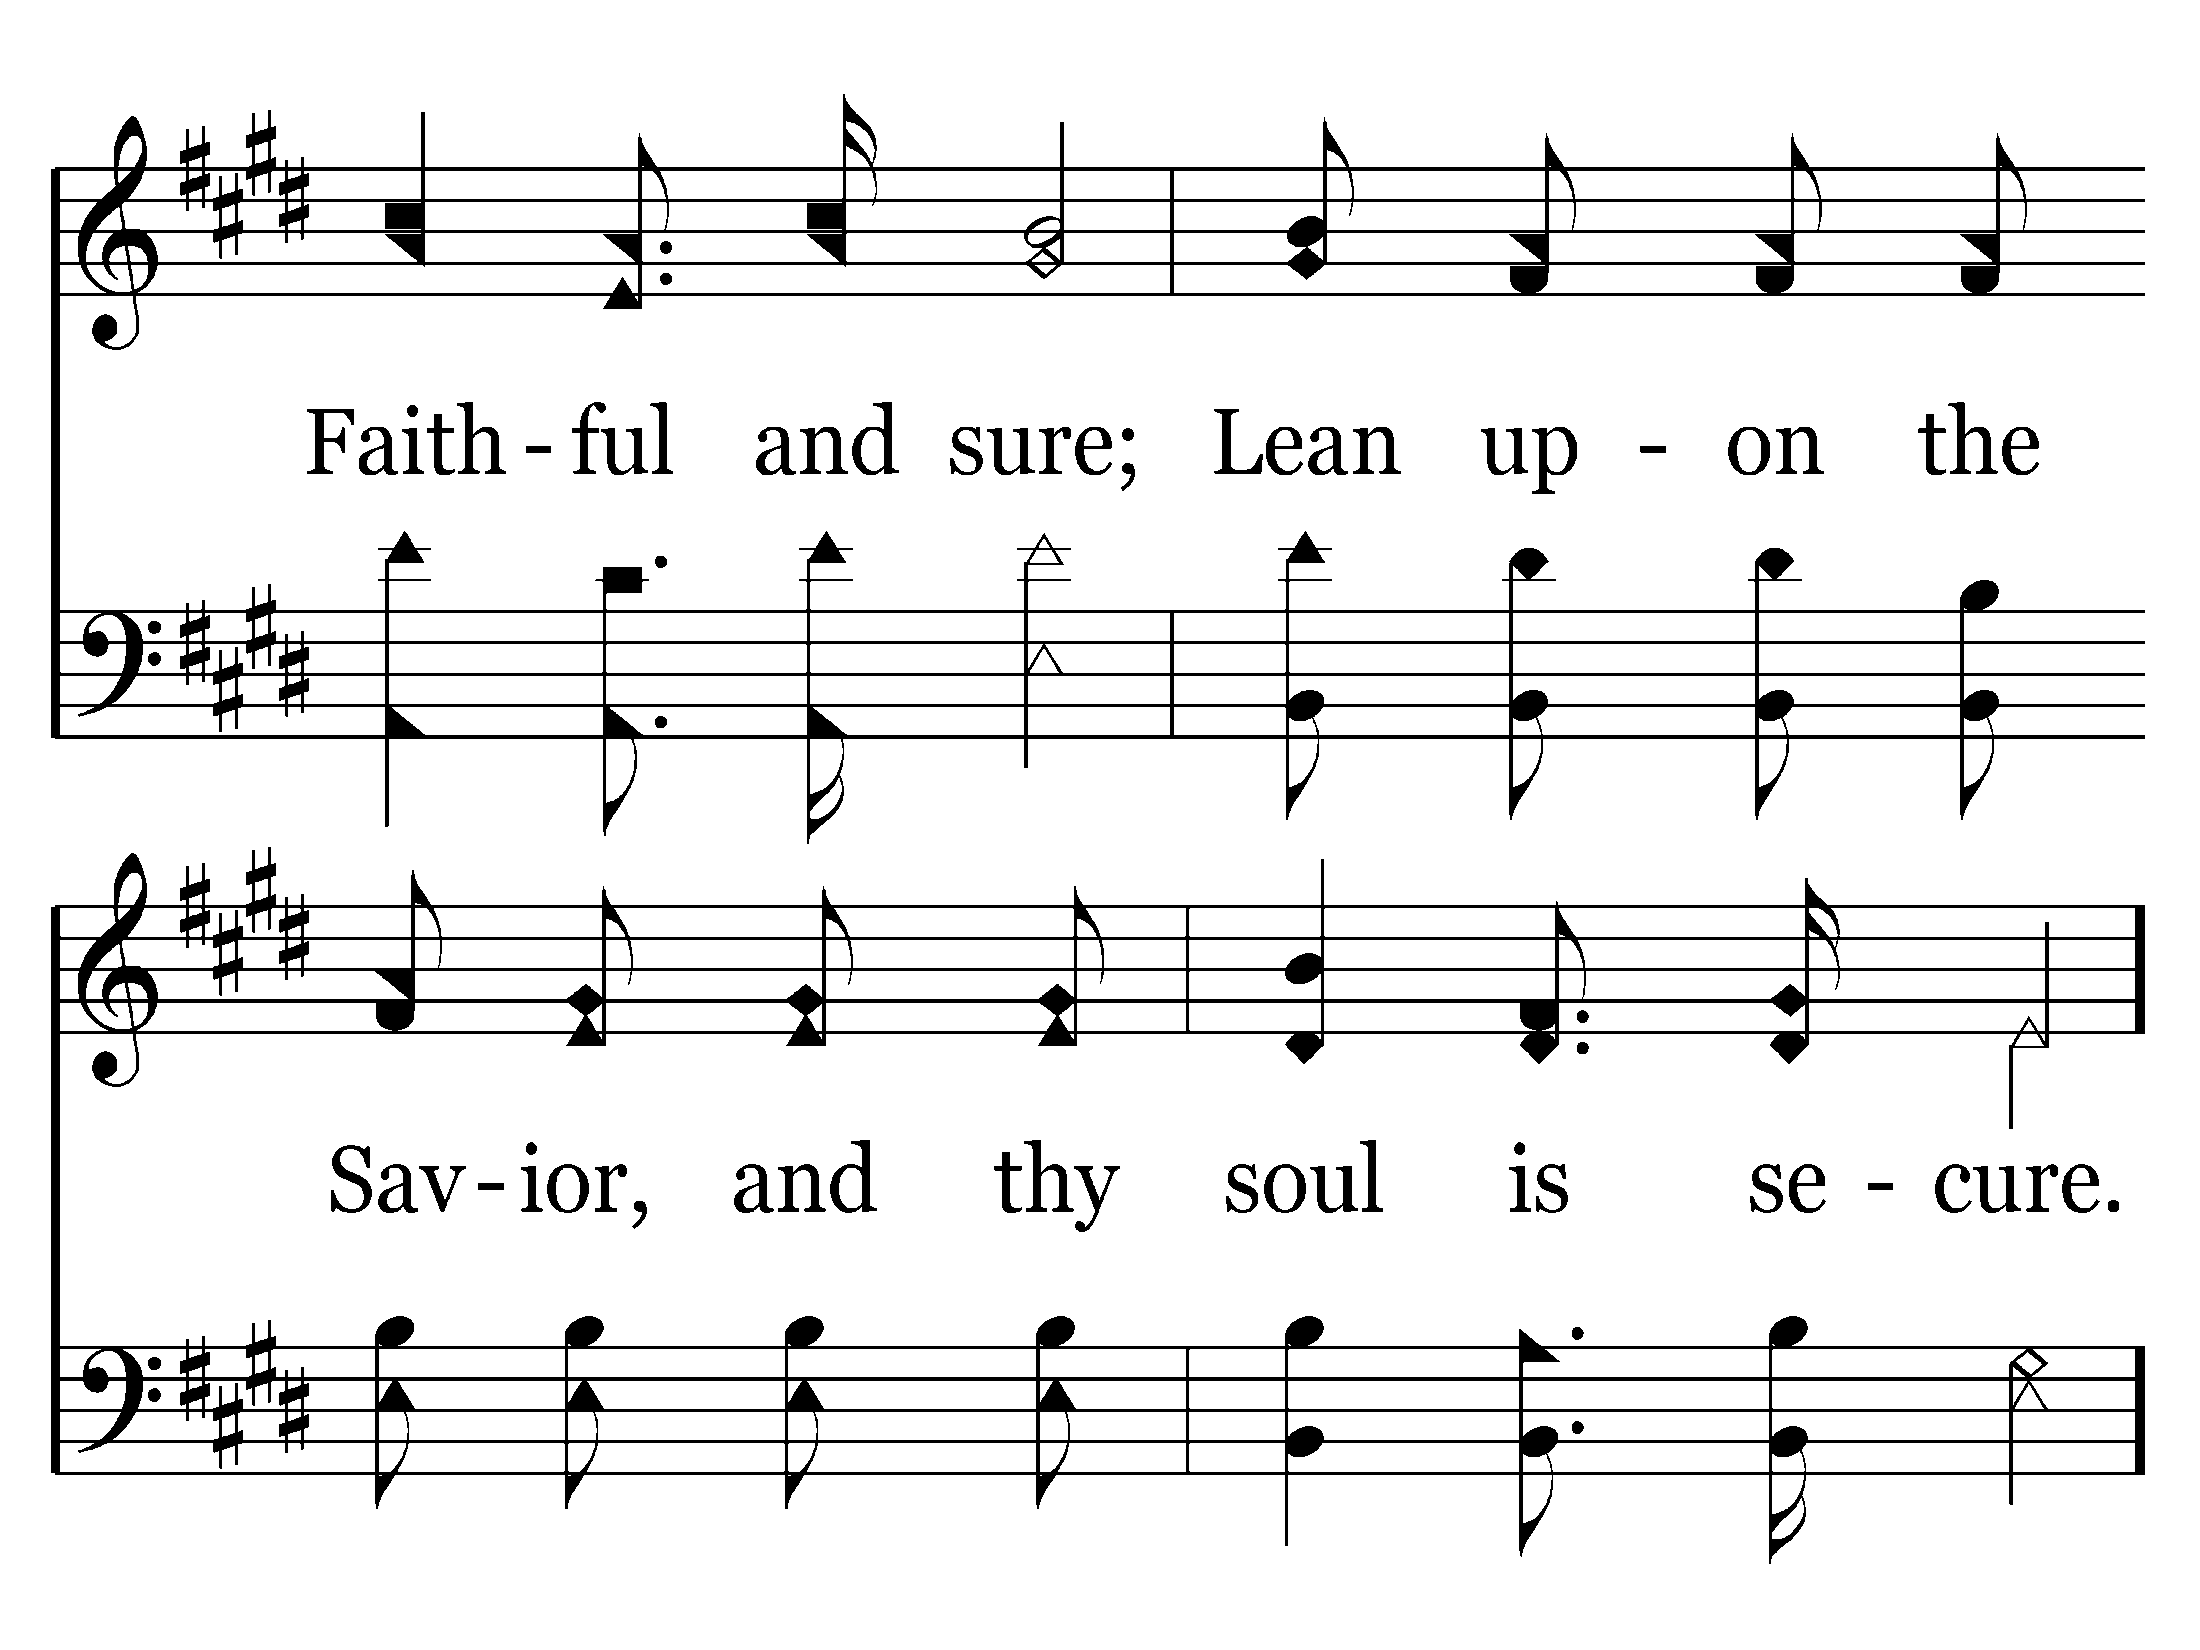 Faith - ful and sure; Lean up - on the
Sav - ior, and thy soul is se - cure.